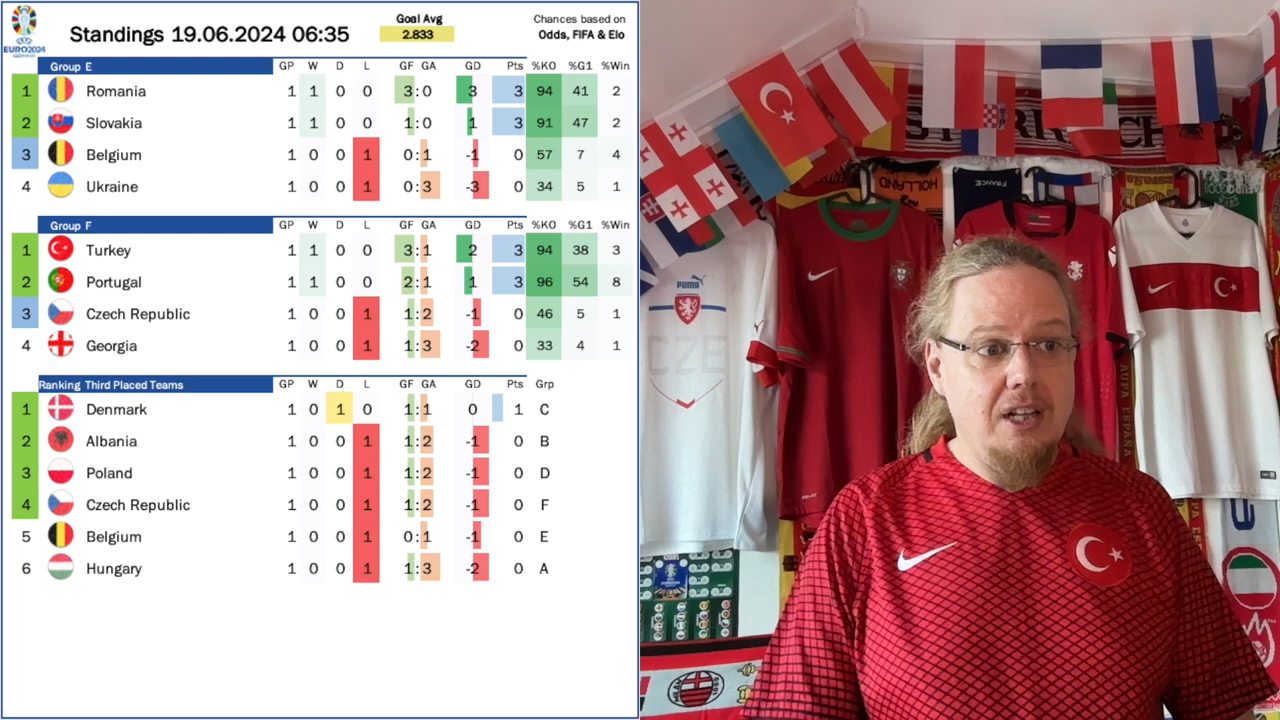 EURO2024
Standings 19.06.2024 06:35
Goal Avg
2.833
Chances based on
Odds, FIFA & Elo
Group E GP W D L GF GA GD Pts %KO %G1 %Win
1 Romania 1 1 0 0 3:0 3 3 94 41 2
2 Slovakia 1 1 0 0 1:0 1 3 91 47 2
3 Belgium 1 0 0 1 0:1 -1 0 57 7 4
4 Ukraine 1 0 0 1 0:3 -3 0 34 5 1
Group F GP W D L GF GA GD Pts %KO %G1 %Win
1 Turkey 1 1 0 0 3:1 2 3 94 38 3
2 Portugal 1 1 0 0 2:1 1 3 96 54 8
3 Czech Republic 1 0 0 1 1:2 -1 0 46 5 1
4 Georgia 1 0 0 1 1:3 -2 0 33 4 1
Ranking Third Placed Teams GP W D L GF GA GD Pts Grp
1 Denmark 1 0 1 0 1:1 0 1 C
2 Albania 1 0 0 1 1:2 -1 0 B
3 Poland 1 0 0 1 1:2 -1 0 D
4 Czech Republic 1 0 0 1 1:2 -1 0 F
5 Belgium 1 0 0 1 0:1 -1 0 E
6 Hungary 1 0 0 1 1:3 -2 0 A
HOLLAND
FRANCE
PUMA
CZE
AUPA ESPAÑA
MILAN